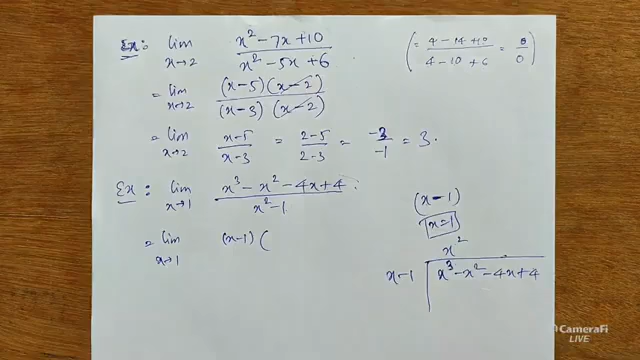 Ex: lim x→2 (x² - 7x + 10)/(x² - 5x + 6) (= (4 - 14 + 10)/(4 - 10 + 6) = 0/0)
= lim x→2 (x-5)(x-2)/(x-3)(x-2)
= lim x→2 (x-5)/(x-3) = (2-5)/(2-3) = -3/-1 = 3.
Ex: lim x→1 (x³ - x² - 4x + 4)/(x² - 1).
(x-1)
x=1
= lim x→1 (x-1)(
x²
x-1 | x³ - x² - 4x + 4
CameraFi
LIVE